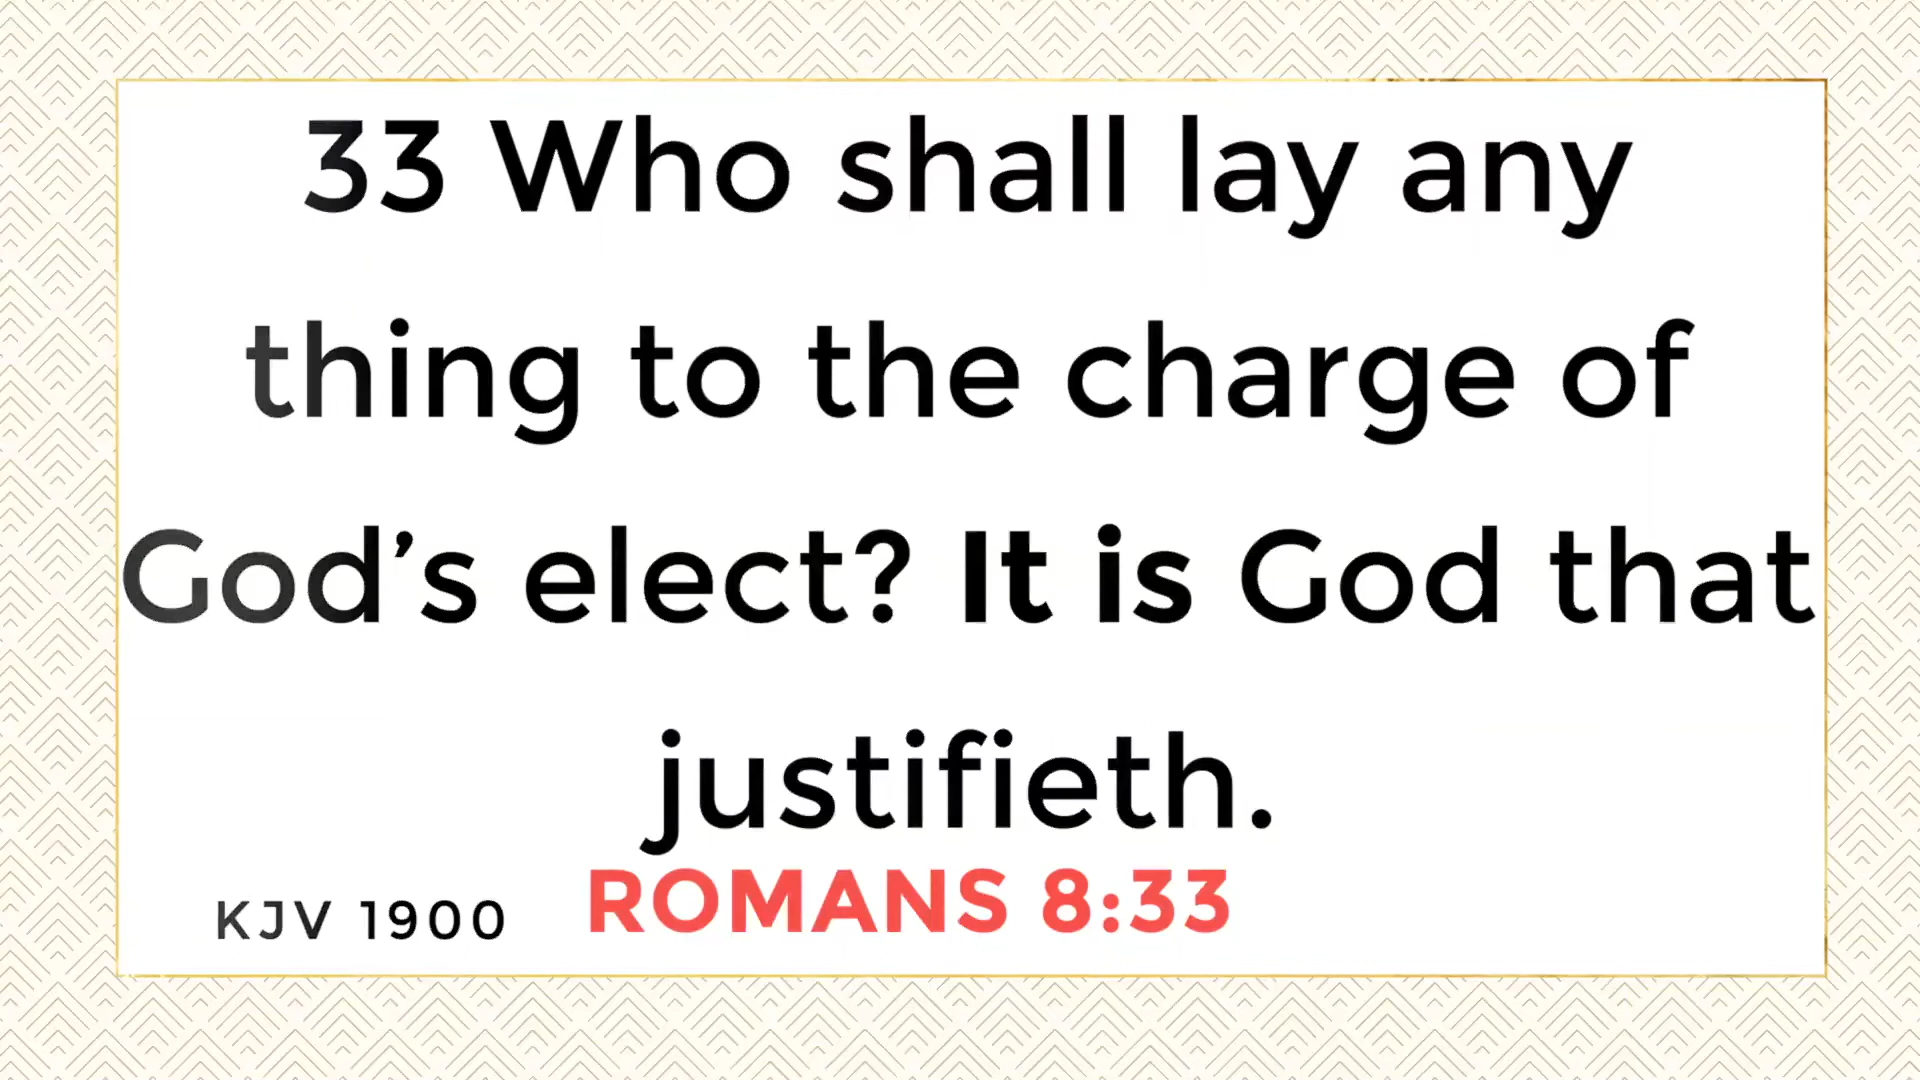 33 Who shall lay any
thing to the charge of
God’s elect? It is God that
justifieth.
KJV 1900
ROMANS 8:33